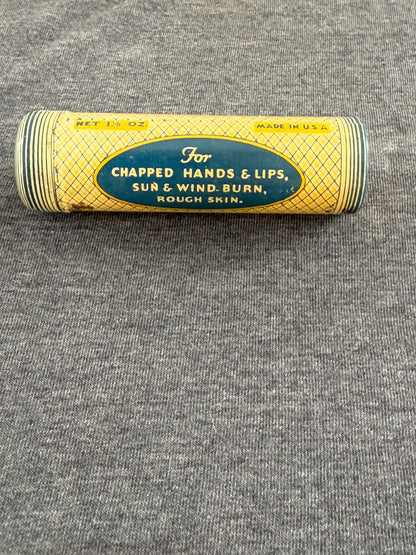 NET 1⅛ OZ. MADE IN U.S.A
For
CHAPPED HANDS & LIPS,
SUN & WIND-BURN,
ROUGH SKIN.